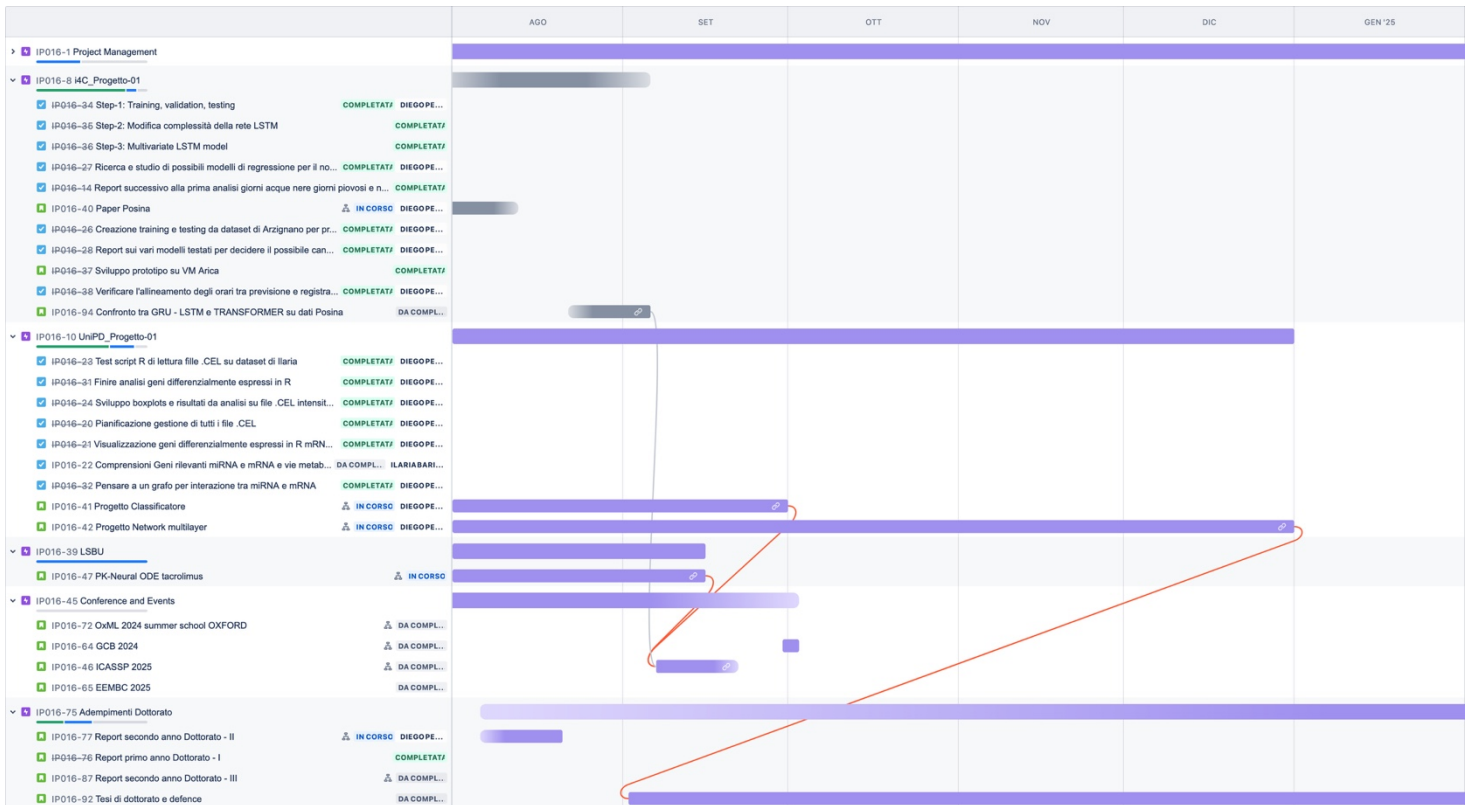 AGO SET OTT NOV DIC GEN '25
IP016-1 Project Management
IP016-8 i4C_Progetto-01
IP016-34 Step-1: Training, validation, testing COMPLETATA DIEGOPE...
IP016-35 Step-2: Modifica complessità della rete LSTM COMPLETATA
IP016-36 Step-3: Multivariate LSTM model COMPLETATA
IP016-27 Ricerca e studio di possibili modelli di regressione per il no... COMPLETATA DIEGOPE...
IP016-14 Report successivo alla prima analisi giorni acque nere giorni piovosi e n... COMPLETATA
IP016-40 Paper Posina IN CORSO DIEGOPE...
IP016-26 Creazione training e testing da dataset di Arzignano per pr... COMPLETATA DIEGOPE...
IP016-28 Report sui vari modelli testati per decidere il possibile can... COMPLETATA DIEGOPE...
IP016-37 Sviluppo prototipo su VM Arica COMPLETATA
IP016-38 Verificare l'allineamento degli orari tra previsione e registra... COMPLETATA DIEGOPE...
IP016-94 Confronto tra GRU - LSTM e TRANSFORMER su dati Posina DA COMPL...
IP016-10 UniPD_Progetto-01
IP016-23 Test script R di lettura fille .CEL su dataset di Ilaria COMPLETATA DIEGOPE...
IP016-31 Finire analisi geni differenzialmente espressi in R COMPLETATA DIEGOPE...
IP016-24 Sviluppo boxplots e risultati da analisi su file .CEL intensit... COMPLETATA DIEGOPE...
IP016-20 Pianificazione gestione di tutti i file .CEL COMPLETATA DIEGOPE...
IP016-21 Visualizzazione geni differenzialmente espressi in R mRN... COMPLETATA DIEGOPE...
IP016-22 Comprensioni Geni rilevanti miRNA e mRNA e vie metab... DA COMPL... ILARIABARI...
IP016-32 Pensare a un grafo per interazione tra miRNA e mRNA COMPLETATA DIEGOPE...
IP016-41 Progetto Classificatore IN CORSO DIEGOPE...
IP016-42 Progetto Network multilayer IN CORSO DIEGOPE...
IP016-39 LSBU
IP016-47 PK-Neural ODE tacrolimus IN CORSO
IP016-45 Conference and Events
IP016-72 OxML 2024 summer school OXFORD DA COMPL...
IP016-64 GCB 2024 DA COMPL...
IP016-46 ICASSP 2025 DA COMPL...
IP016-65 EEMBC 2025 DA COMPL...
IP016-75 Adempimenti Dottorato
IP016-77 Report secondo anno Dottorato - II IN CORSO DIEGOPE...
IP016-76 Report primo anno Dottorato - I COMPLETATA
IP016-87 Report secondo anno Dottorato - III DA COMPL...
IP016-92 Tesi di dottorato e defence DA COMPL...